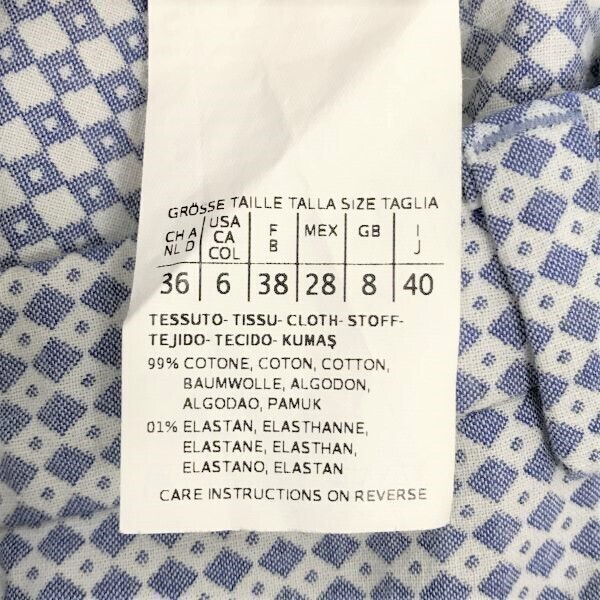 GRÖSSE TAILLE TALLA SIZE TAGLIA
CH A NL D | USA CA COL | F B | MEX | GB | I J
36 | 6 | 38 | 28 | 8 | 40
TESSUTO- TISSU- CLOTH- STOFF-
TEJIDO- TECIDO- KUMAŞ
99% COTONE, COTON, COTTON,
BAUMWOLLE, ALGODON,
ALGODAO, PAMUK
01% ELASTAN, ELASTHANNE,
ELASTANE, ELASTHAN,
ELASTANO, ELASTAN
CARE INSTRUCTIONS ON REVERSE